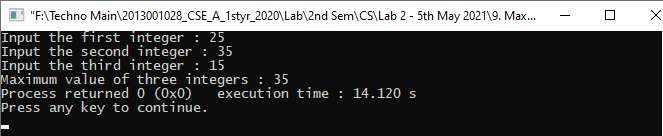 "F:\Techno Main\2013001028_CSE_A_1styr_2020\Lab\2nd Sem\CS\Lab 2 - 5th May 2021\9. Max...
Input the first integer : 25
Input the second integer : 35
Input the third integer : 15
Maximum value of three integers : 35
Process returned 0 (0x0)   execution time : 14.120 s
Press any key to continue.